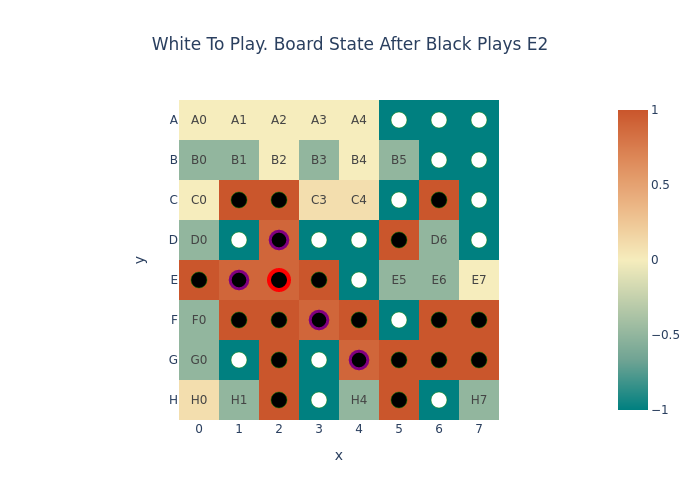 White To Play. Board State After Black Plays E2
A A0 A1 A2 A3 A4
B B0 B1 B2 B3 B4 B5
C C0 C3 C4
D D0 D6
E E5 E6 E7
F F0
G G0
H H0 H1 H4 H7
0 1 2 3 4 5 6 7
x
y
1
0.5
0
−0.5
−1